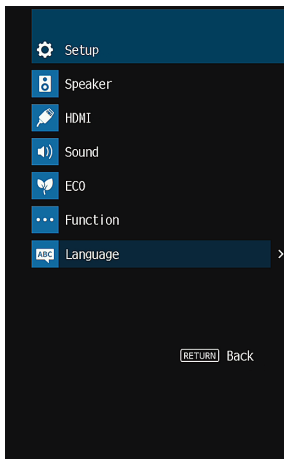 Setup
Speaker
HDMI
Sound
ECO
Function
ABC Language
RETURN Back